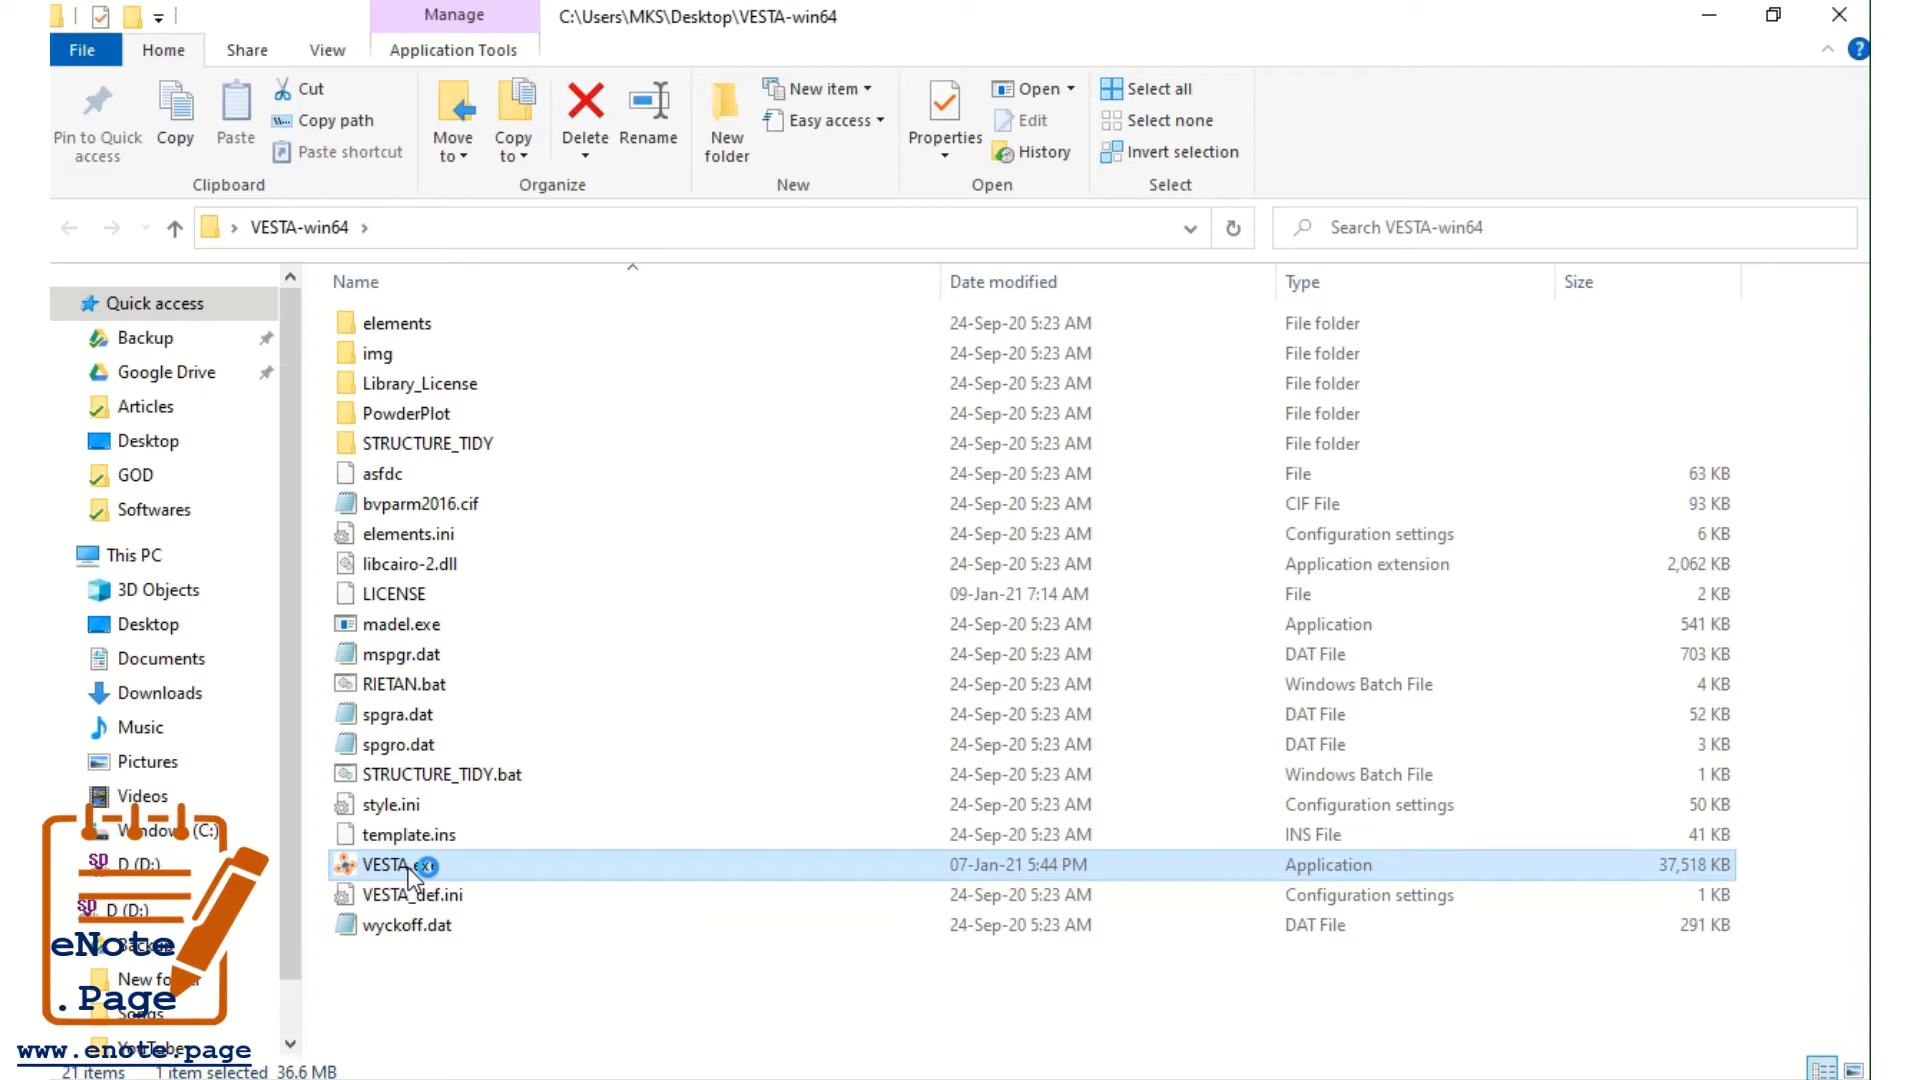 Manage
C:\Users\MKS\Desktop\VESTA-win64
File Home Share View Application Tools
Pin to Quick access
Copy
Paste
Cut
Copy path
Paste shortcut
Clipboard
Move to
Copy to
Delete
Rename
Organize
New folder
New item
Easy access
New
Properties
Open
Edit
History
Open
Select all
Select none
Invert selection
Select
VESTA-win64
Search VESTA-win64
Quick access
Backup
Google Drive
Articles
Desktop
GOD
Softwares
This PC
3D Objects
Desktop
Documents
Downloads
Music
Pictures
Videos
Window (C:)
D (D:)
D (D:)
Backup
New fo
Songs
YouTube
Name Date modified Type Size
elements 24-Sep-20 5:23 AM File folder
img 24-Sep-20 5:23 AM File folder
Library_License 24-Sep-20 5:23 AM File folder
PowderPlot 24-Sep-20 5:23 AM File folder
STRUCTURE_TIDY 24-Sep-20 5:23 AM File folder
asfdc 24-Sep-20 5:23 AM File 63 KB
bvparm2016.cif 24-Sep-20 5:23 AM CIF File 93 KB
elements.ini 24-Sep-20 5:23 AM Configuration settings 6 KB
libcairo-2.dll 24-Sep-20 5:23 AM Application extension 2,062 KB
LICENSE 09-Jan-21 7:14 AM File 2 KB
madel.exe 24-Sep-20 5:23 AM Application 541 KB
mspgr.dat 24-Sep-20 5:23 AM DAT File 703 KB
RIETAN.bat 24-Sep-20 5:23 AM Windows Batch File 4 KB
spgra.dat 24-Sep-20 5:23 AM DAT File 52 KB
spgro.dat 24-Sep-20 5:23 AM DAT File 3 KB
STRUCTURE_TIDY.bat 24-Sep-20 5:23 AM Windows Batch File 1 KB
style.ini 24-Sep-20 5:23 AM Configuration settings 50 KB
template.ins 24-Sep-20 5:23 AM INS File 41 KB
VESTA.exe 07-Jan-21 5:44 PM Application 37,518 KB
VESTA_def.ini 24-Sep-20 5:23 AM Configuration settings 1 KB
wyckoff.dat 24-Sep-20 5:23 AM DAT File 291 KB
eNote
.Page
www.enote.page
21 items 1 item selected 36.6 MB